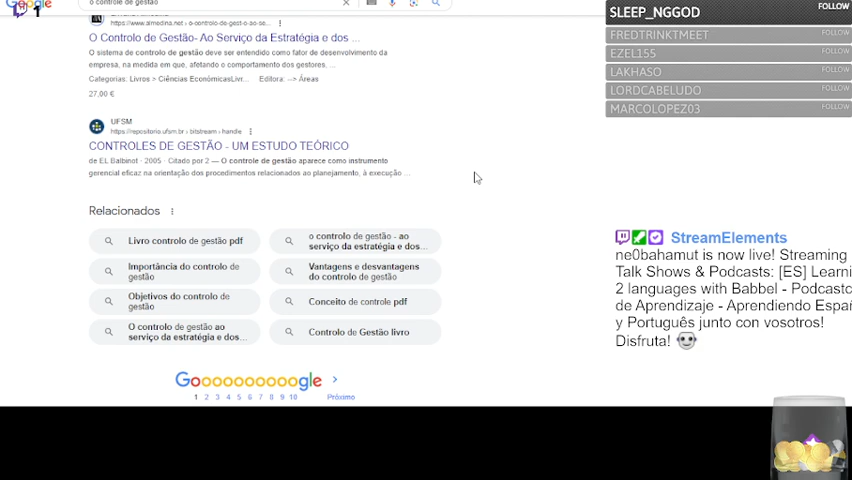 o controle de gestão
1
https://www.almedina.net › o-controlo-de-gest-o-ao-se...
O Controlo de Gestão- Ao Serviço da Estratégia e dos ...
O sistema de controlo de gestão deve ser entendido como fator de desenvolvimento da
empresa, na medida em que, afetando o comportamento dos gestores, ...
Categorias: Livros > Ciências EconómicasLivr... Editora: --> Áreas
27,00 €
UFSM
https://repositorio.ufsm.br › bitstream › handle
CONTROLES DE GESTÃO - UM ESTUDO TEÓRICO
de EL Balbinot · 2005 · Citado por 2 — O controle de gestão aparece como instrumento
gerencial eficaz na orientação dos procedimentos relacionados ao planejamento, à execução ...
Relacionados
Livro controlo de gestão pdf
o controlo de gestão - ao
serviço da estratégia e dos...
Importância do controlo de
gestão
Vantagens e desvantagens
do controlo de gestão
Objetivos do controlo de
gestão
Conceito de controle pdf
O controlo de gestão ao
serviço da estratégia e dos...
Controlo de Gestão livro
Goooooooooogle
1 2 3 4 5 6 7 8 9 10 Próximo
SLEEP_NGGOD FOLLOW
FREDTRINKTMEET FOLLOW
EZEL155 FOLLOW
LAKHASO FOLLOW
LORDCABELUDO FOLLOW
MARCOLOPEZ03 FOLLOW
StreamElements
ne0bahamut is now live! Streaming
Talk Shows & Podcasts: [ES] Learni
2 languages with Babbel - Podcasto
de Aprendizaje - Aprendiendo Espai
y Português junto con vosotros!
Disfruta!